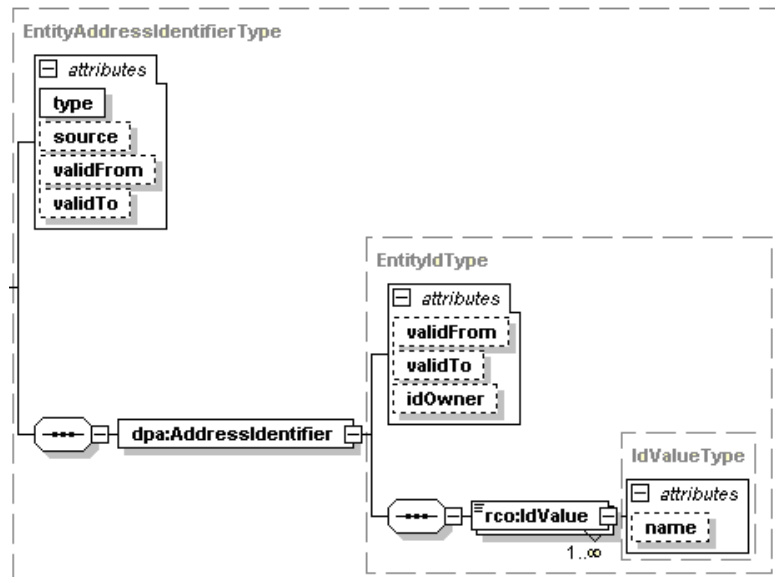 EntityAddressIdentifierType
attributes
type
source
validFrom
validTo
EntityIdType
attributes
validFrom
validTo
idOwner
dpa:AddressIdentifier
IdValueType
attributes
rco:IdValue
name
1..∞